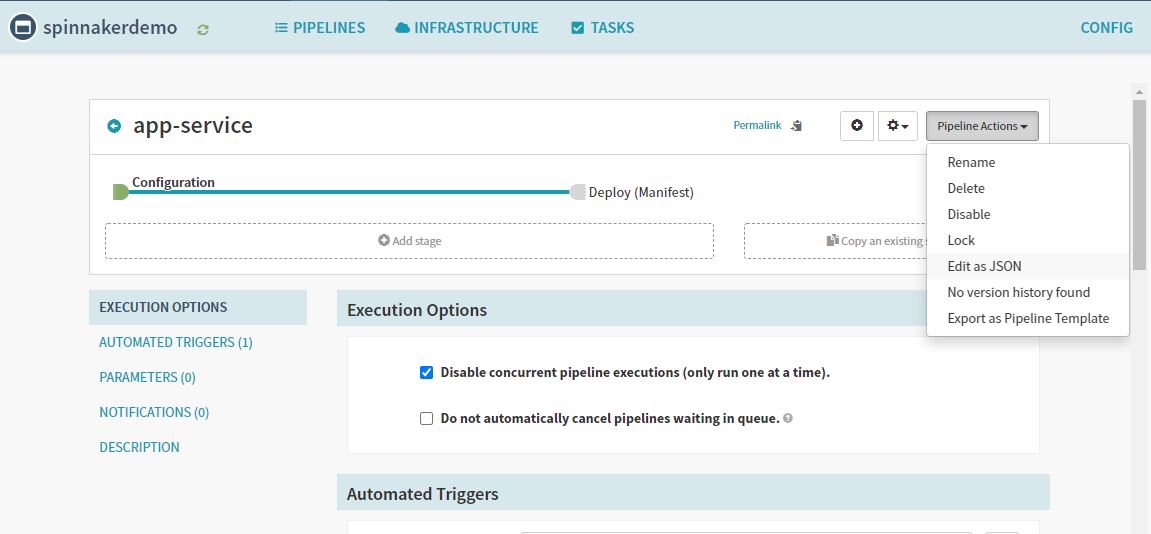 spinnakerdemo
PIPELINES
INFRASTRUCTURE
TASKS
CONFIG
app-service
Permalink
Pipeline Actions
Rename
Delete
Disable
Lock
Edit as JSON
No version history found
Export as Pipeline Template
Configuration
Deploy (Manifest)
Add stage
Copy an existing
EXECUTION OPTIONS
AUTOMATED TRIGGERS (1)
PARAMETERS (0)
NOTIFICATIONS (0)
DESCRIPTION
Execution Options
Disable concurrent pipeline executions (only run one at a time).
Do not automatically cancel pipelines waiting in queue.
Automated Triggers